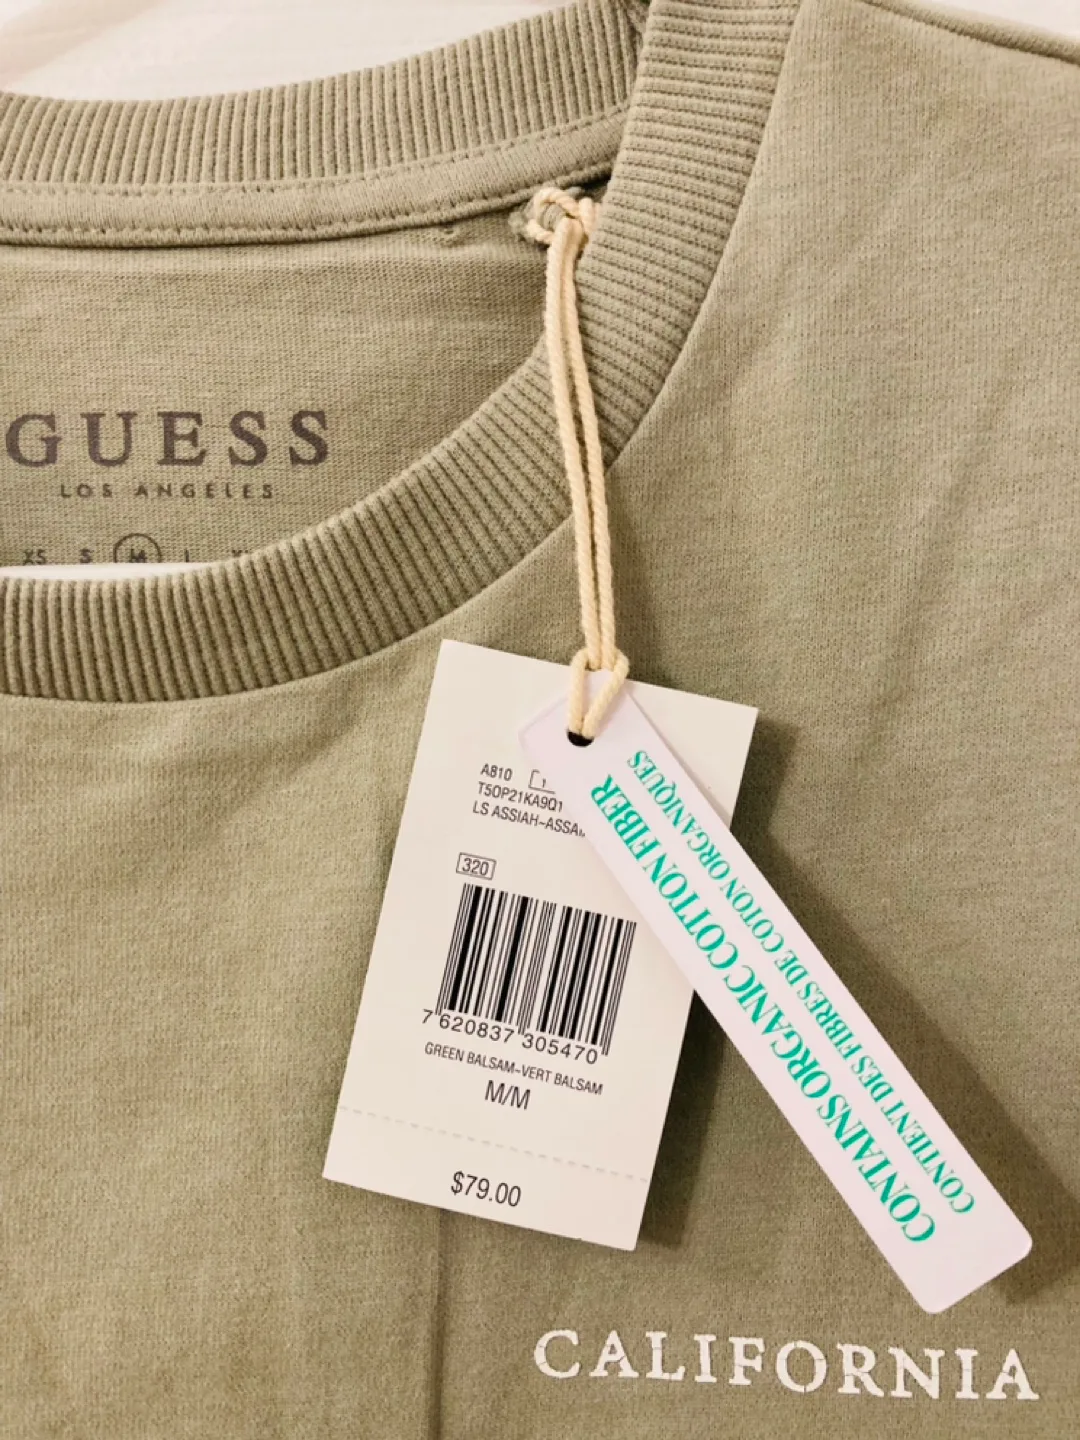 GUESS
LOS ANGELES
XS S M L
A810 1
T5OP21KA9Q1
LS ASSIAH-
320
7 620837 305470
GREEN BALSAM-VERT BALSAM
M/M
$79.00
CONTAINS ORGANIC COTTON FIBER
CONTIENT DES FIBRES DE COTON ORGANIQUES
CALIFORNIA